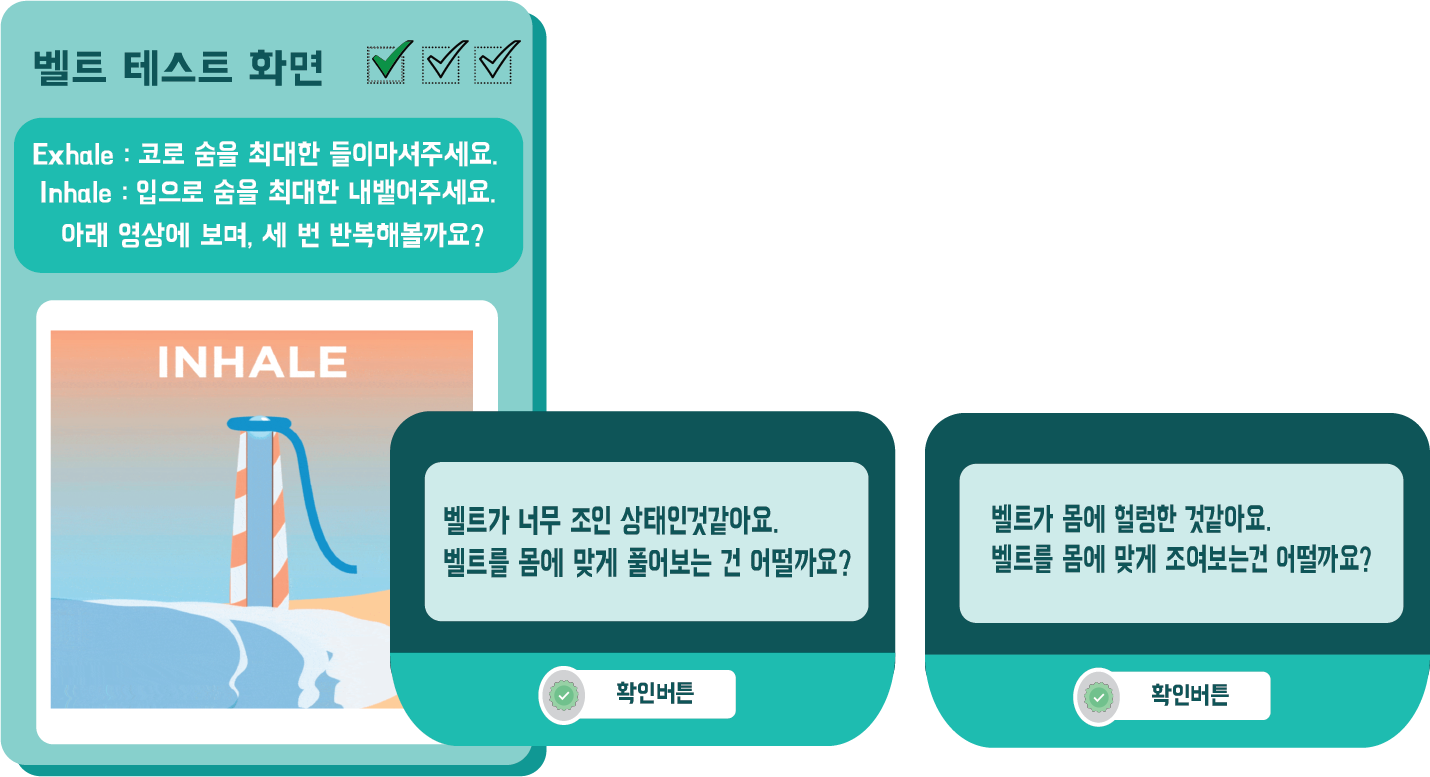 벨트 테스트 화면
Exhale : 코로 숨을 최대한 들이마셔주세요.
Inhale : 입으로 숨을 최대한 내뱉어주세요.
아래 영상에 보며, 세 번 반복해볼까요?
INHALE
벨트가 너무 조인 상태인것같아요.
벨트를 몸에 맞게 풀어보는 건 어떨까요?
확인버튼
벨트가 몸에 헐렁한 것같아요.
벨트를 몸에 맞게 조여보는건 어떨까요?
확인버튼